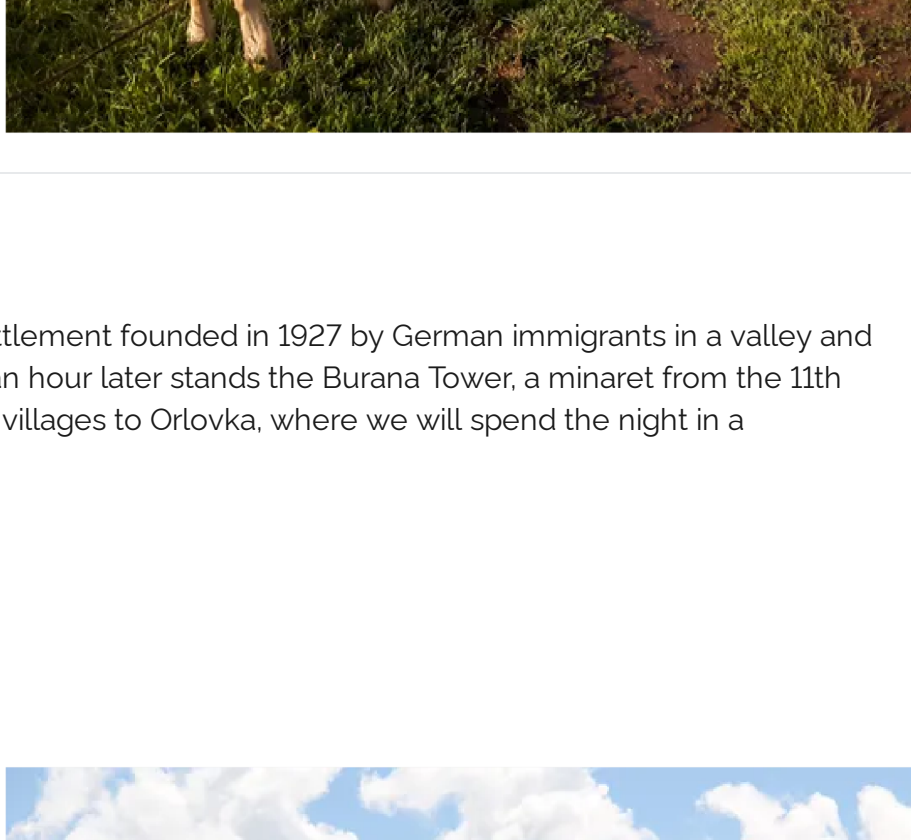 ttlement founded in 1927 by German immigrants in a valley and
an hour later stands the Burana Tower, a minaret from the 11th
villages to Orlovka, where we will spend the night in a